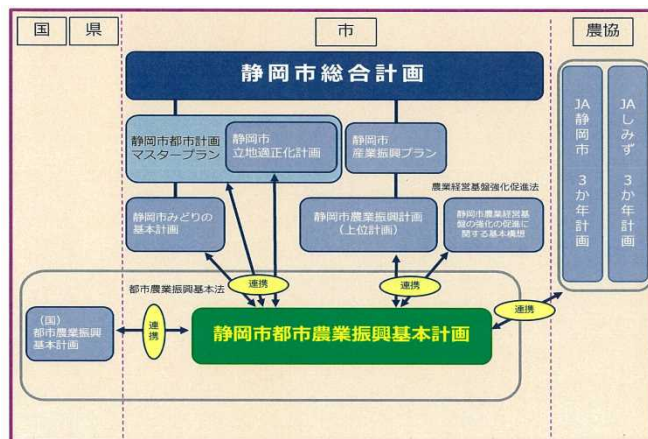 国
県
市
農協
静岡市総合計画
静岡市都市計画
マスタープラン
静岡市
立地適正化計画
静岡市
産業振興プラン
農業経営基盤強化促進法
静岡市みどりの
基本計画
静岡市農業振興計画
(上位計画)
静岡市農業経営基
盤の強化の促進に
関する基本構想
JA静岡市 3か年計画
JAしみず 3か年計画
都市農業振興基本法
連携
連携
連携
(国)
都市農業振興
基本計画
連携
静岡市都市農業振興基本計画